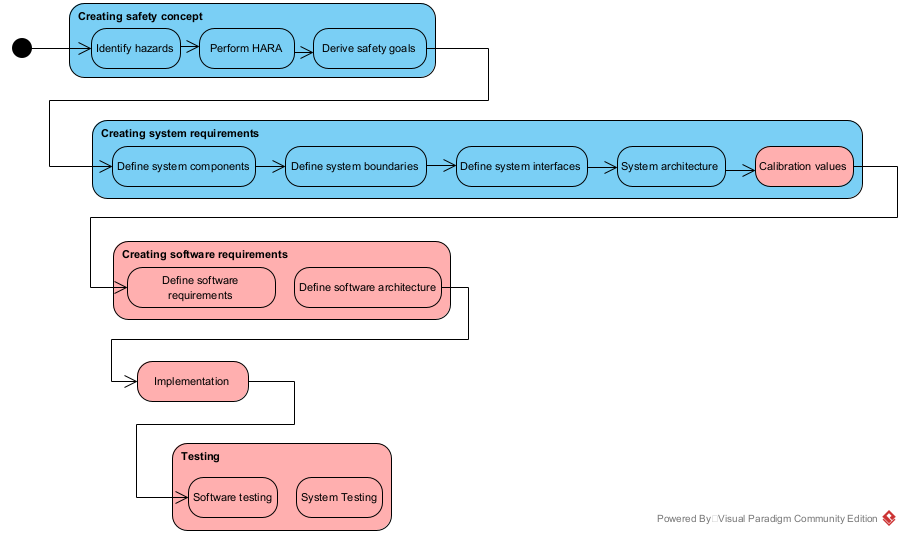 Creating safety concept
Identify hazards
Perform HARA
Derive safety goals
Creating system requirements
Define system components
Define system boundaries
Define system interfaces
System architecture
Calibration values
Creating software requirements
Define software
requirements
Define software architecture
Implementation
Testing
Software testing
System Testing
Powered By Visual Paradigm Community Edition